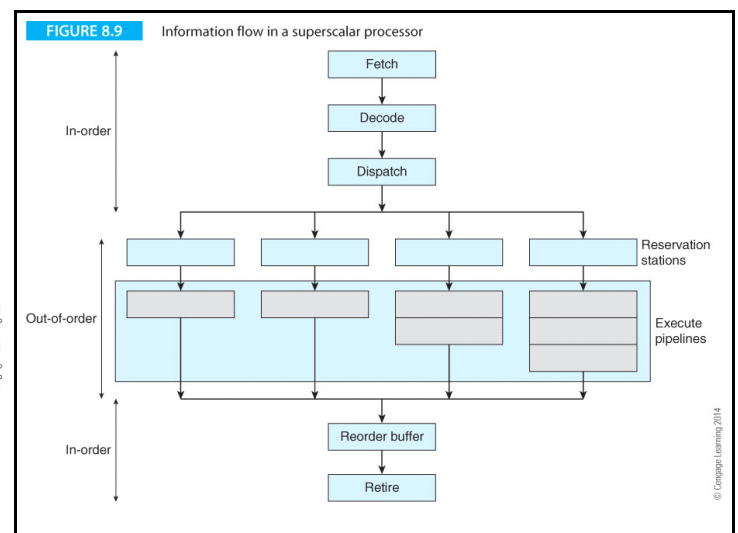 FIGURE 8.9 Information flow in a superscalar processor
Fetch
Decode
In-order
Dispatch
Reservation
stations
Out-of-order
Execute
pipelines
Reorder buffer
In-order
Retire
© Cengage Learning 2014